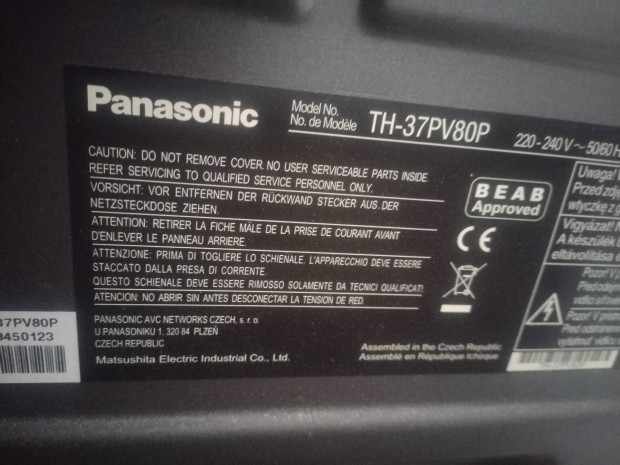 Panasonic
Model No.
No. de Modèle
TH-37PV80P
220-240 V ~ 50/60
CAUTION: DO NOT REMOVE COVER. NO USER SERVICEABLE PARTS INSIDE.
REFER SERVICING TO QUALIFIED SERVICE PERSONNEL ONLY.
VORSICHT: VOR ENTFERNEN DER RÜCKWAND STECKER AUS. DER
NETZSTECKDOSE ZIEHEN.
ATTENTION: RETIRER LA FICHE MÂLE DE LA PRISE DE COURANT AVANT
D'ENLEVER LE PANNEAU ARRIERE.
ATTENZIONE: PRIMA DI TOGLIERE LO SCHIENALE, L'APPARECCHIO DEVE ESSERE
STACCATO DALLA PRESA DI CORRENTE.
QUESTO SCHIENALE DEVE ESSERE RIMOSSO SOLAMENTE DA TECNICI QUALIFICATI.
ATENCION: NO ABRIR SIN ANTES DESCONECTAR LA TENSION DE RED.
PANASONIC AVC NETWORKS CZECH, s. r. o.
U PANASONIKU 1, 320 84 PLZEŇ
CZECH REPUBLIC
Matsushita Electric Industrial Co., Ltd.
BEAB
Approved
CE
Assembled in the Czech Republic
Assemblé en République tchèque
Uwaga!
Przed zdj
wtyczkę z g
Vigyázat!
A készülék
eltávolítása e
Pozor!
Pozor! V
37PV80P
8450123